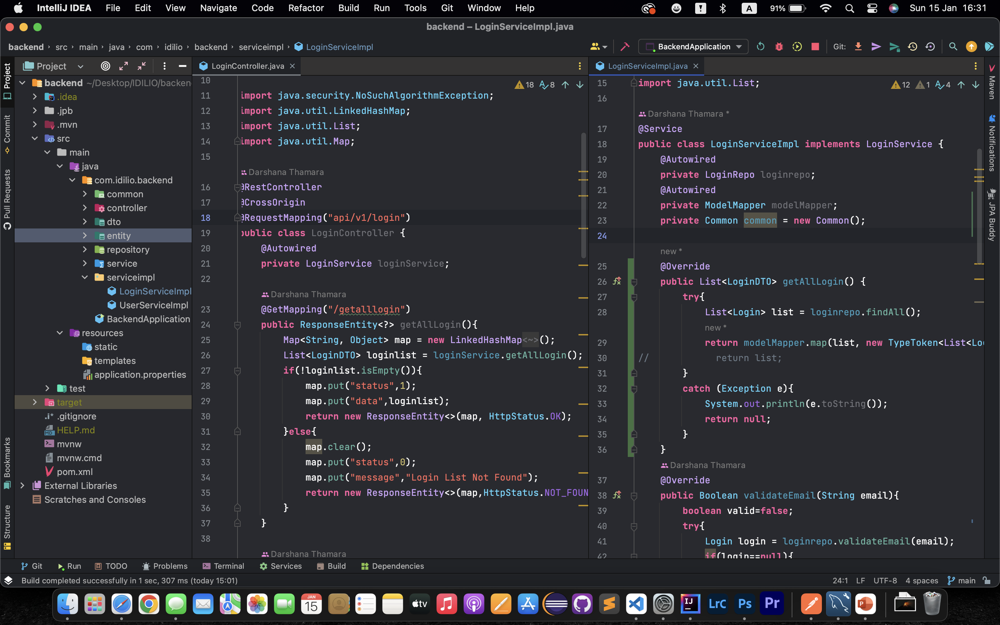 IntelliJ IDEA File Edit View Navigate Code Refactor Build Run Tools Git Window Help A 91% Sun 15 Jan 16:31
backend – LoginServiceImpl.java
backend › src › main › java › com › idilio › backend › serviceimpl › LoginServiceImpl
BackendApplication
Git:
Project
Commit
Pull Requests
Bookmarks
Structure
Project
backend ~/Desktop/IDILIO/backen
.idea
.jpb
.mvn
src
main
java
com.idilio.backend
common
controller
dto
entity
repository
service
serviceimpl
LoginServiceImpl
UserServiceImpl
BackendApplication
resources
static
templates
application.properties
test
target
.gitignore
HELP.md
mvnw
mvnw.cmd
pom.xml
External Libraries
Scratches and Consoles
LoginController.java
18 8
10
11 import java.security.NoSuchAlgorithmException;
12 import java.util.LinkedHashMap;
13 import java.util.List;
14 import java.util.Map;
15
Darshana Thamara
16 @RestController
17 @CrossOrigin
18 @RequestMapping("api/v1/login")
19 public class LoginController {
20 @Autowired
21 private LoginService loginService;
22
Darshana Thamara
23 @GetMapping("/getalllogin")
24 public ResponseEntity<?> getAllLogin(){
25 Map<String, Object> map = new LinkedHashMap<~>();
26 List<LoginDTO> loginlist = loginService.getAllLogin();
27 if(!loginlist.isEmpty()){
28 map.put("status",1);
29 map.put("data",loginlist);
30 return new ResponseEntity<>(map, HttpStatus.OK);
31 }else{
32 map.clear();
33 map.put("status",0);
34 map.put("message","Login List Not Found");
35 return new ResponseEntity<>(map,HttpStatus.NOT_FOUN
36 }
37 }
38
Darshana Thamara
LoginServiceImpl.java
12 1 4
15 import java.util.List;
16
Darshana Thamara *
17 @Service
18 public class LoginServiceImpl implements LoginService {
19 @Autowired
20 private LoginRepo loginrepo;
21 @Autowired
22 private ModelMapper modelMapper;
23 private Common common = new Common();
24
new *
25 @Override
26 public List<LoginDTO> getAllLogin() {
27 try{
28 List<Login> list = loginrepo.findAll();
new *
29 return modelMapper.map(list, new TypeToken<List<Lo
30 // return list;
31 }
32 catch (Exception e){
33 System.out.println(e.toString());
34 return null;
35 }
36 }
Darshana Thamara
37 @Override
38 public Boolean validateEmail(String email){
39 boolean valid=false;
40 try{
41 Login login = loginrepo.validateEmail(email);
42 if(login==null){
Maven
Notifications
JPA Buddy
Git Run TODO Problems Terminal Services Build Dependencies
Build completed successfully in 1 sec, 307 ms (today 15:01) 24:1 LF UTF-8 4 spaces main
JAN
15
tv
IJ
LrC
Ps
Pr
P